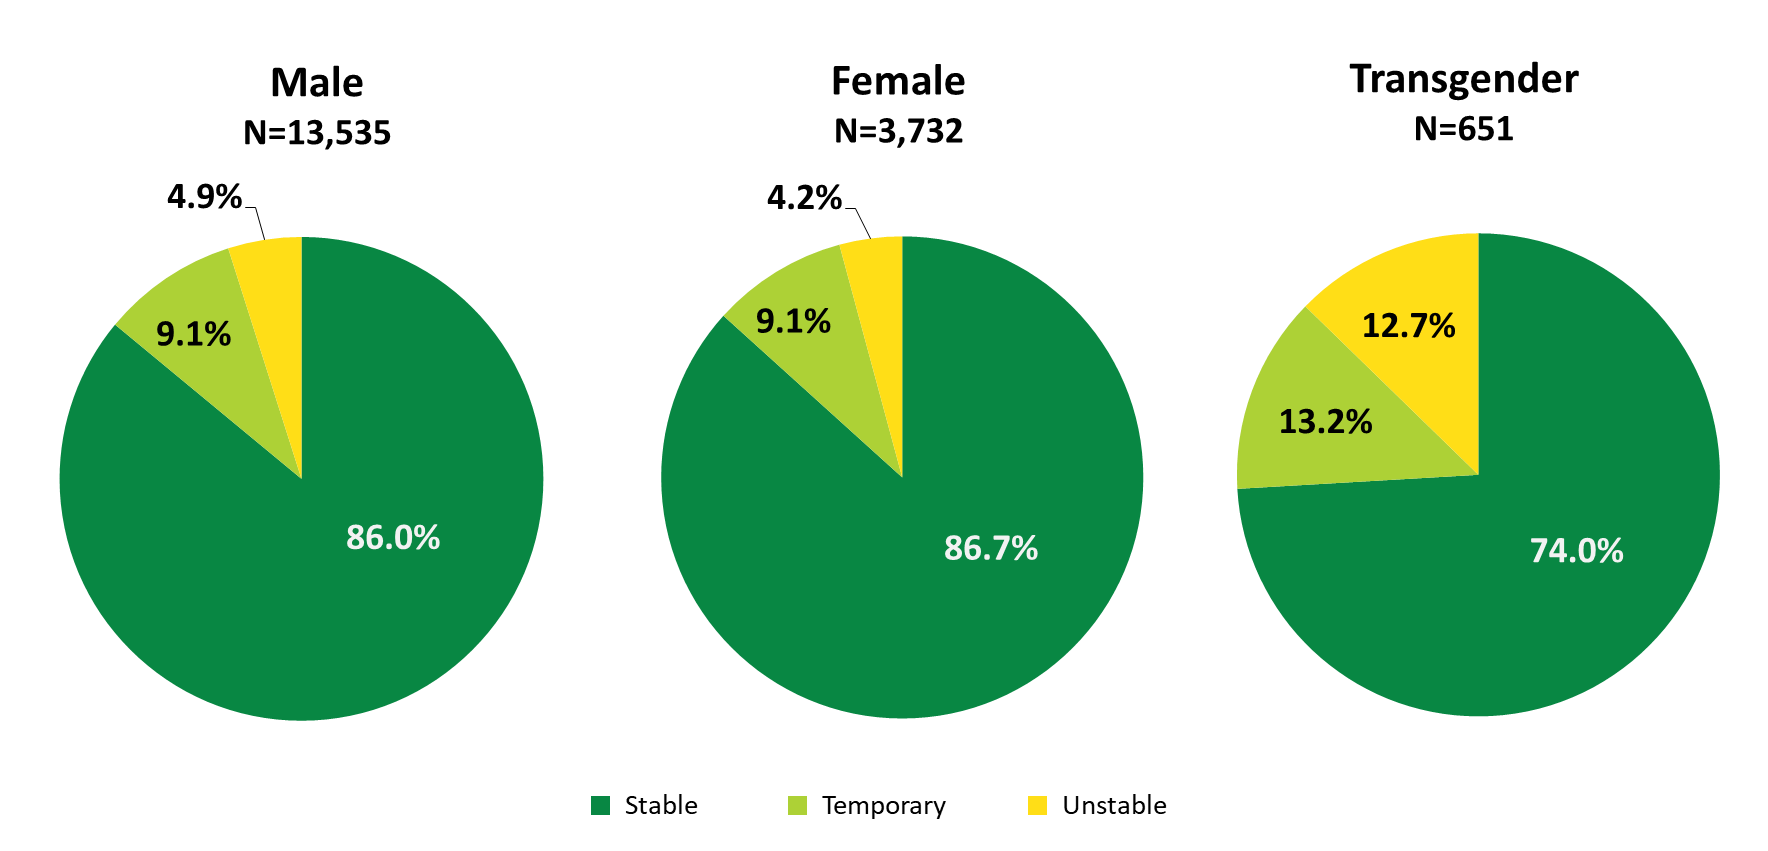 Male
N=13,535
4.9%
9.1%
86.0%
Female
N=3,732
4.2%
9.1%
86.7%
Transgender
N=651
12.7%
13.2%
74.0%
Stable
Temporary
Unstable